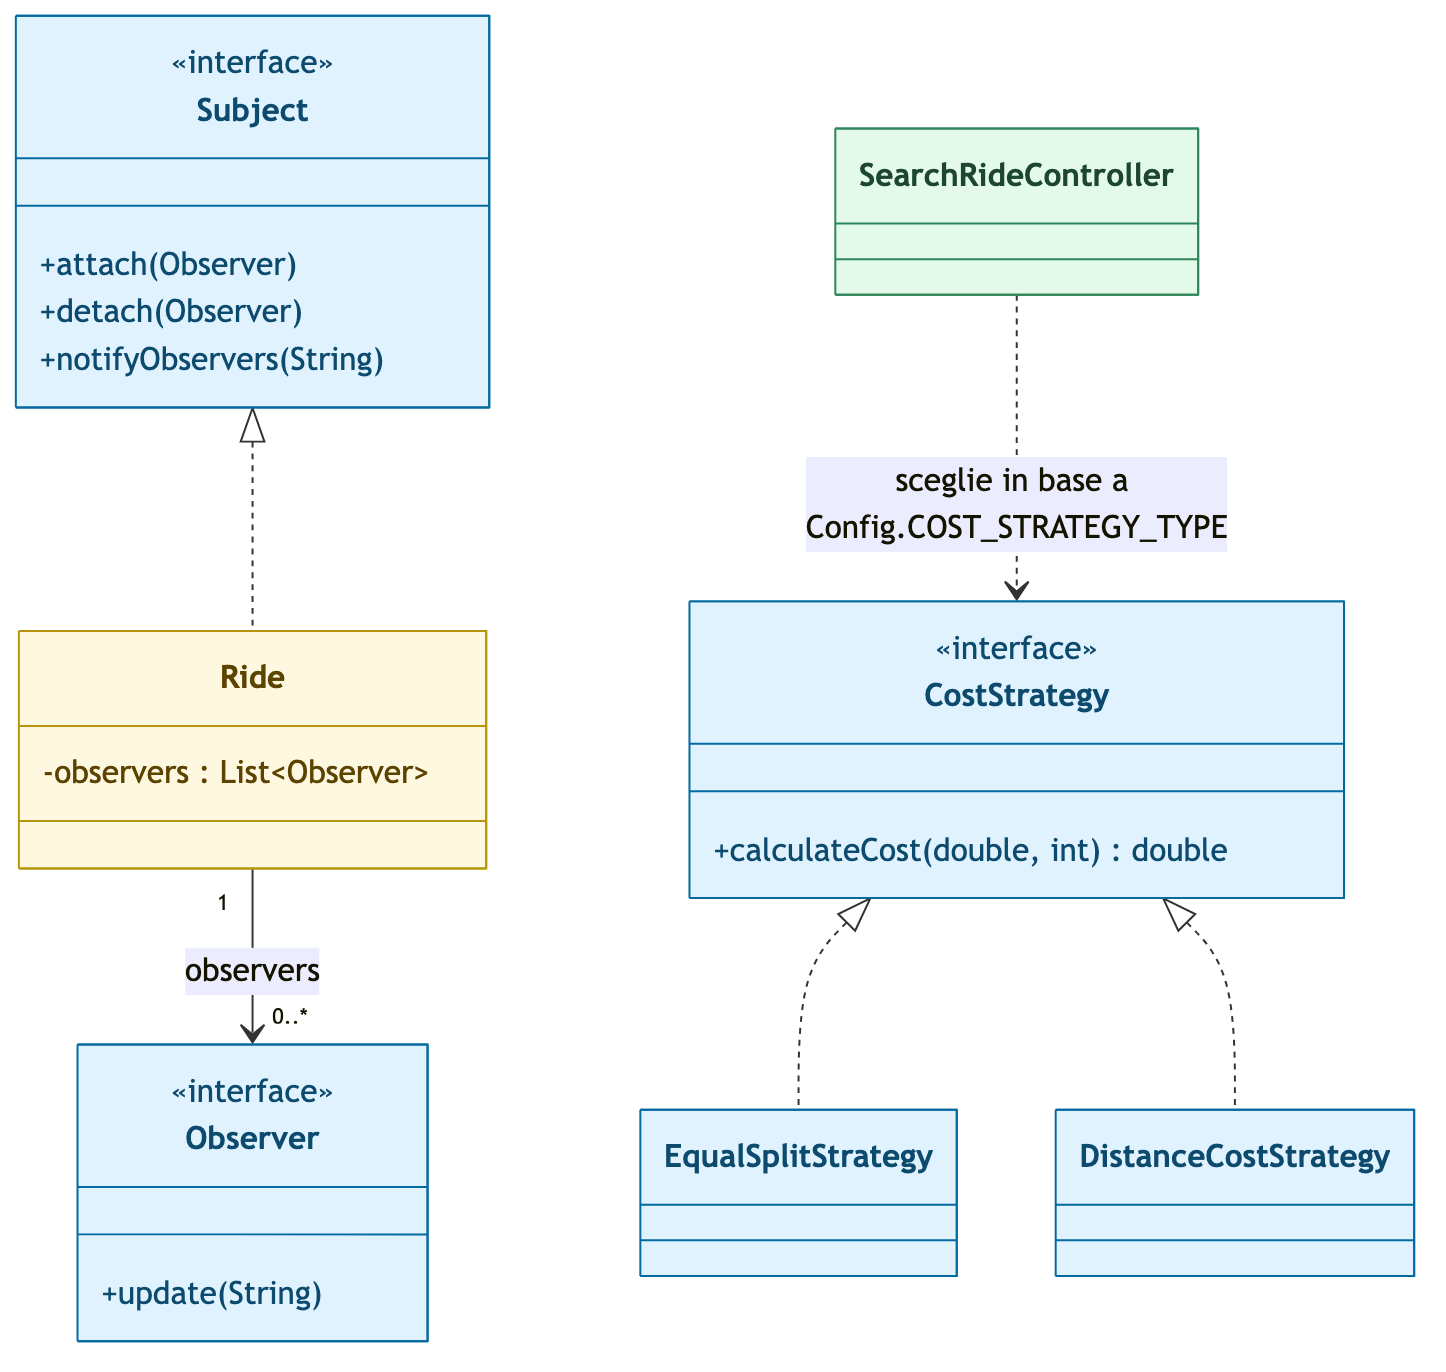 «interface»
Subject
+attach(Observer)
+detach(Observer)
+notifyObservers(String)
Ride
-observers : List<Observer>
1
observers
0..*
«interface»
Observer
+update(String)
SearchRideController
sceglie in base a
Config.COST_STRATEGY_TYPE
«interface»
CostStrategy
+calculateCost(double, int) : double
EqualSplitStrategy
DistanceCostStrategy